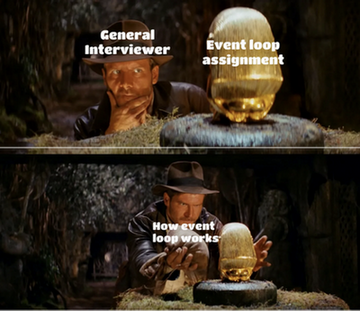 General
Interviewer
Event loop
assignment
How event
loop works